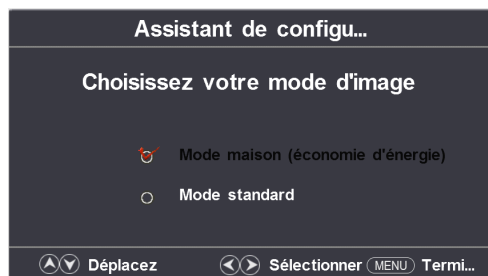 Assistant de configu...
Choisissez votre mode d'image
Mode maison (économie d'énergie)
Mode standard
Déplacez Sélectionner MENU Termi...